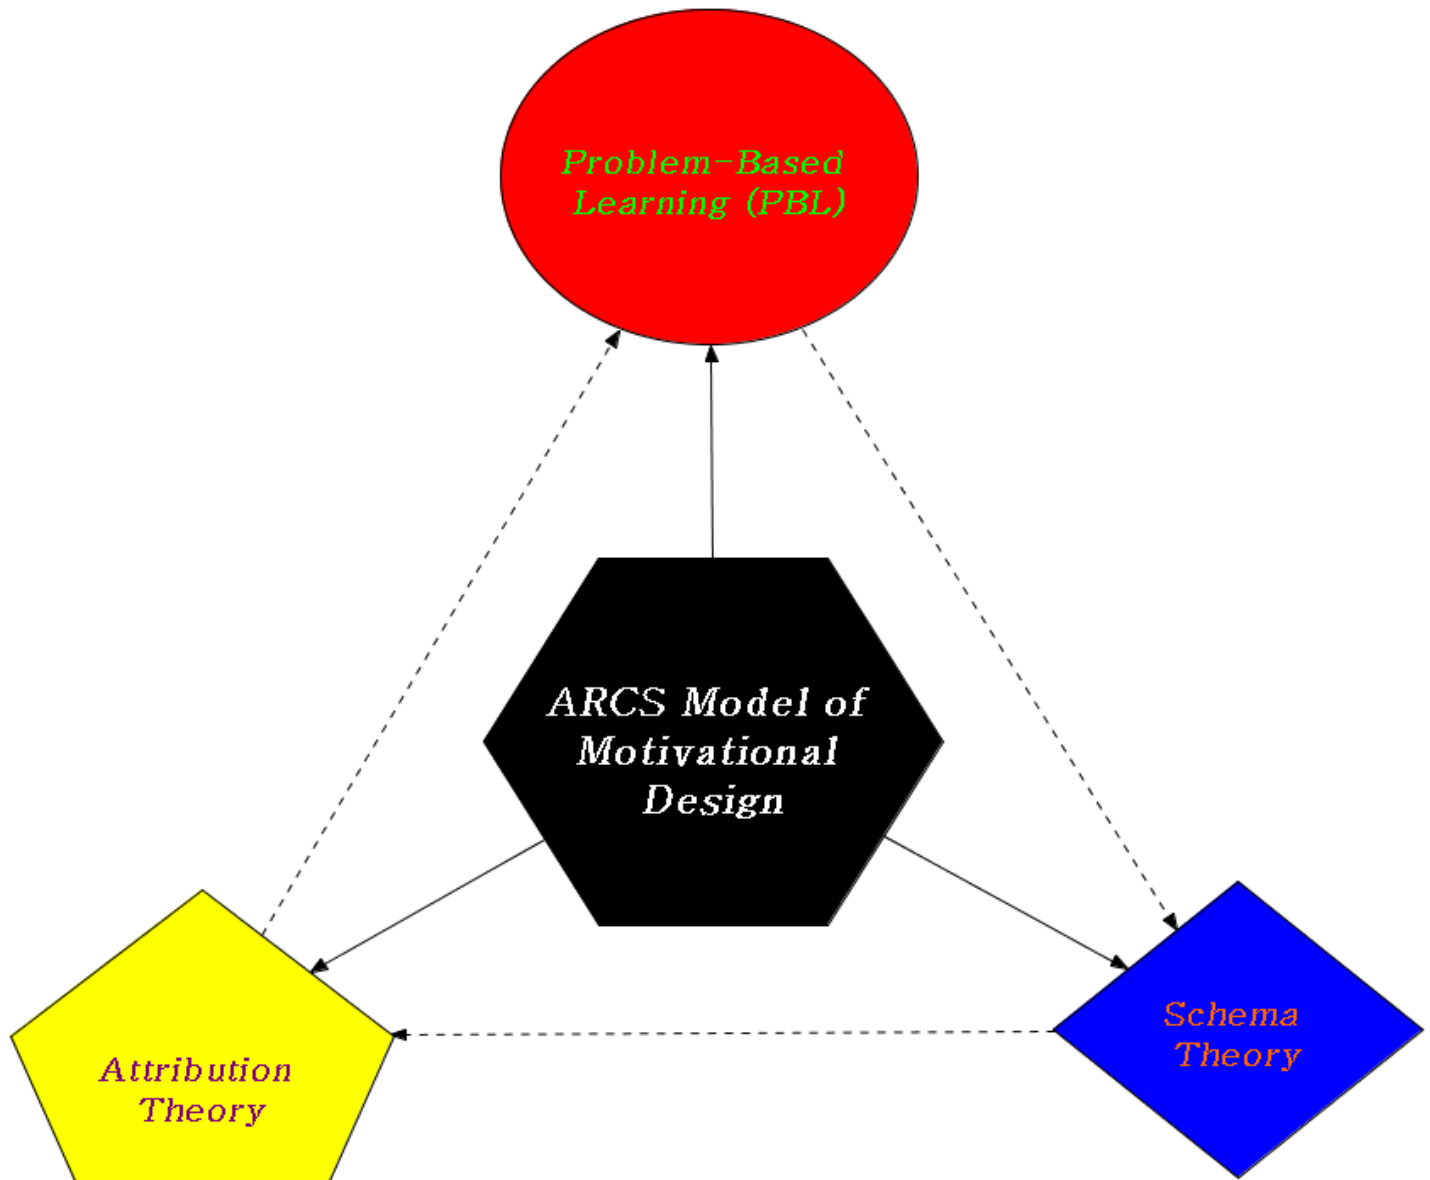 Problem-Based
Learning (PBL)
ARCS Model of
Motivational
Design
Attribution
Theory
Schema
Theory